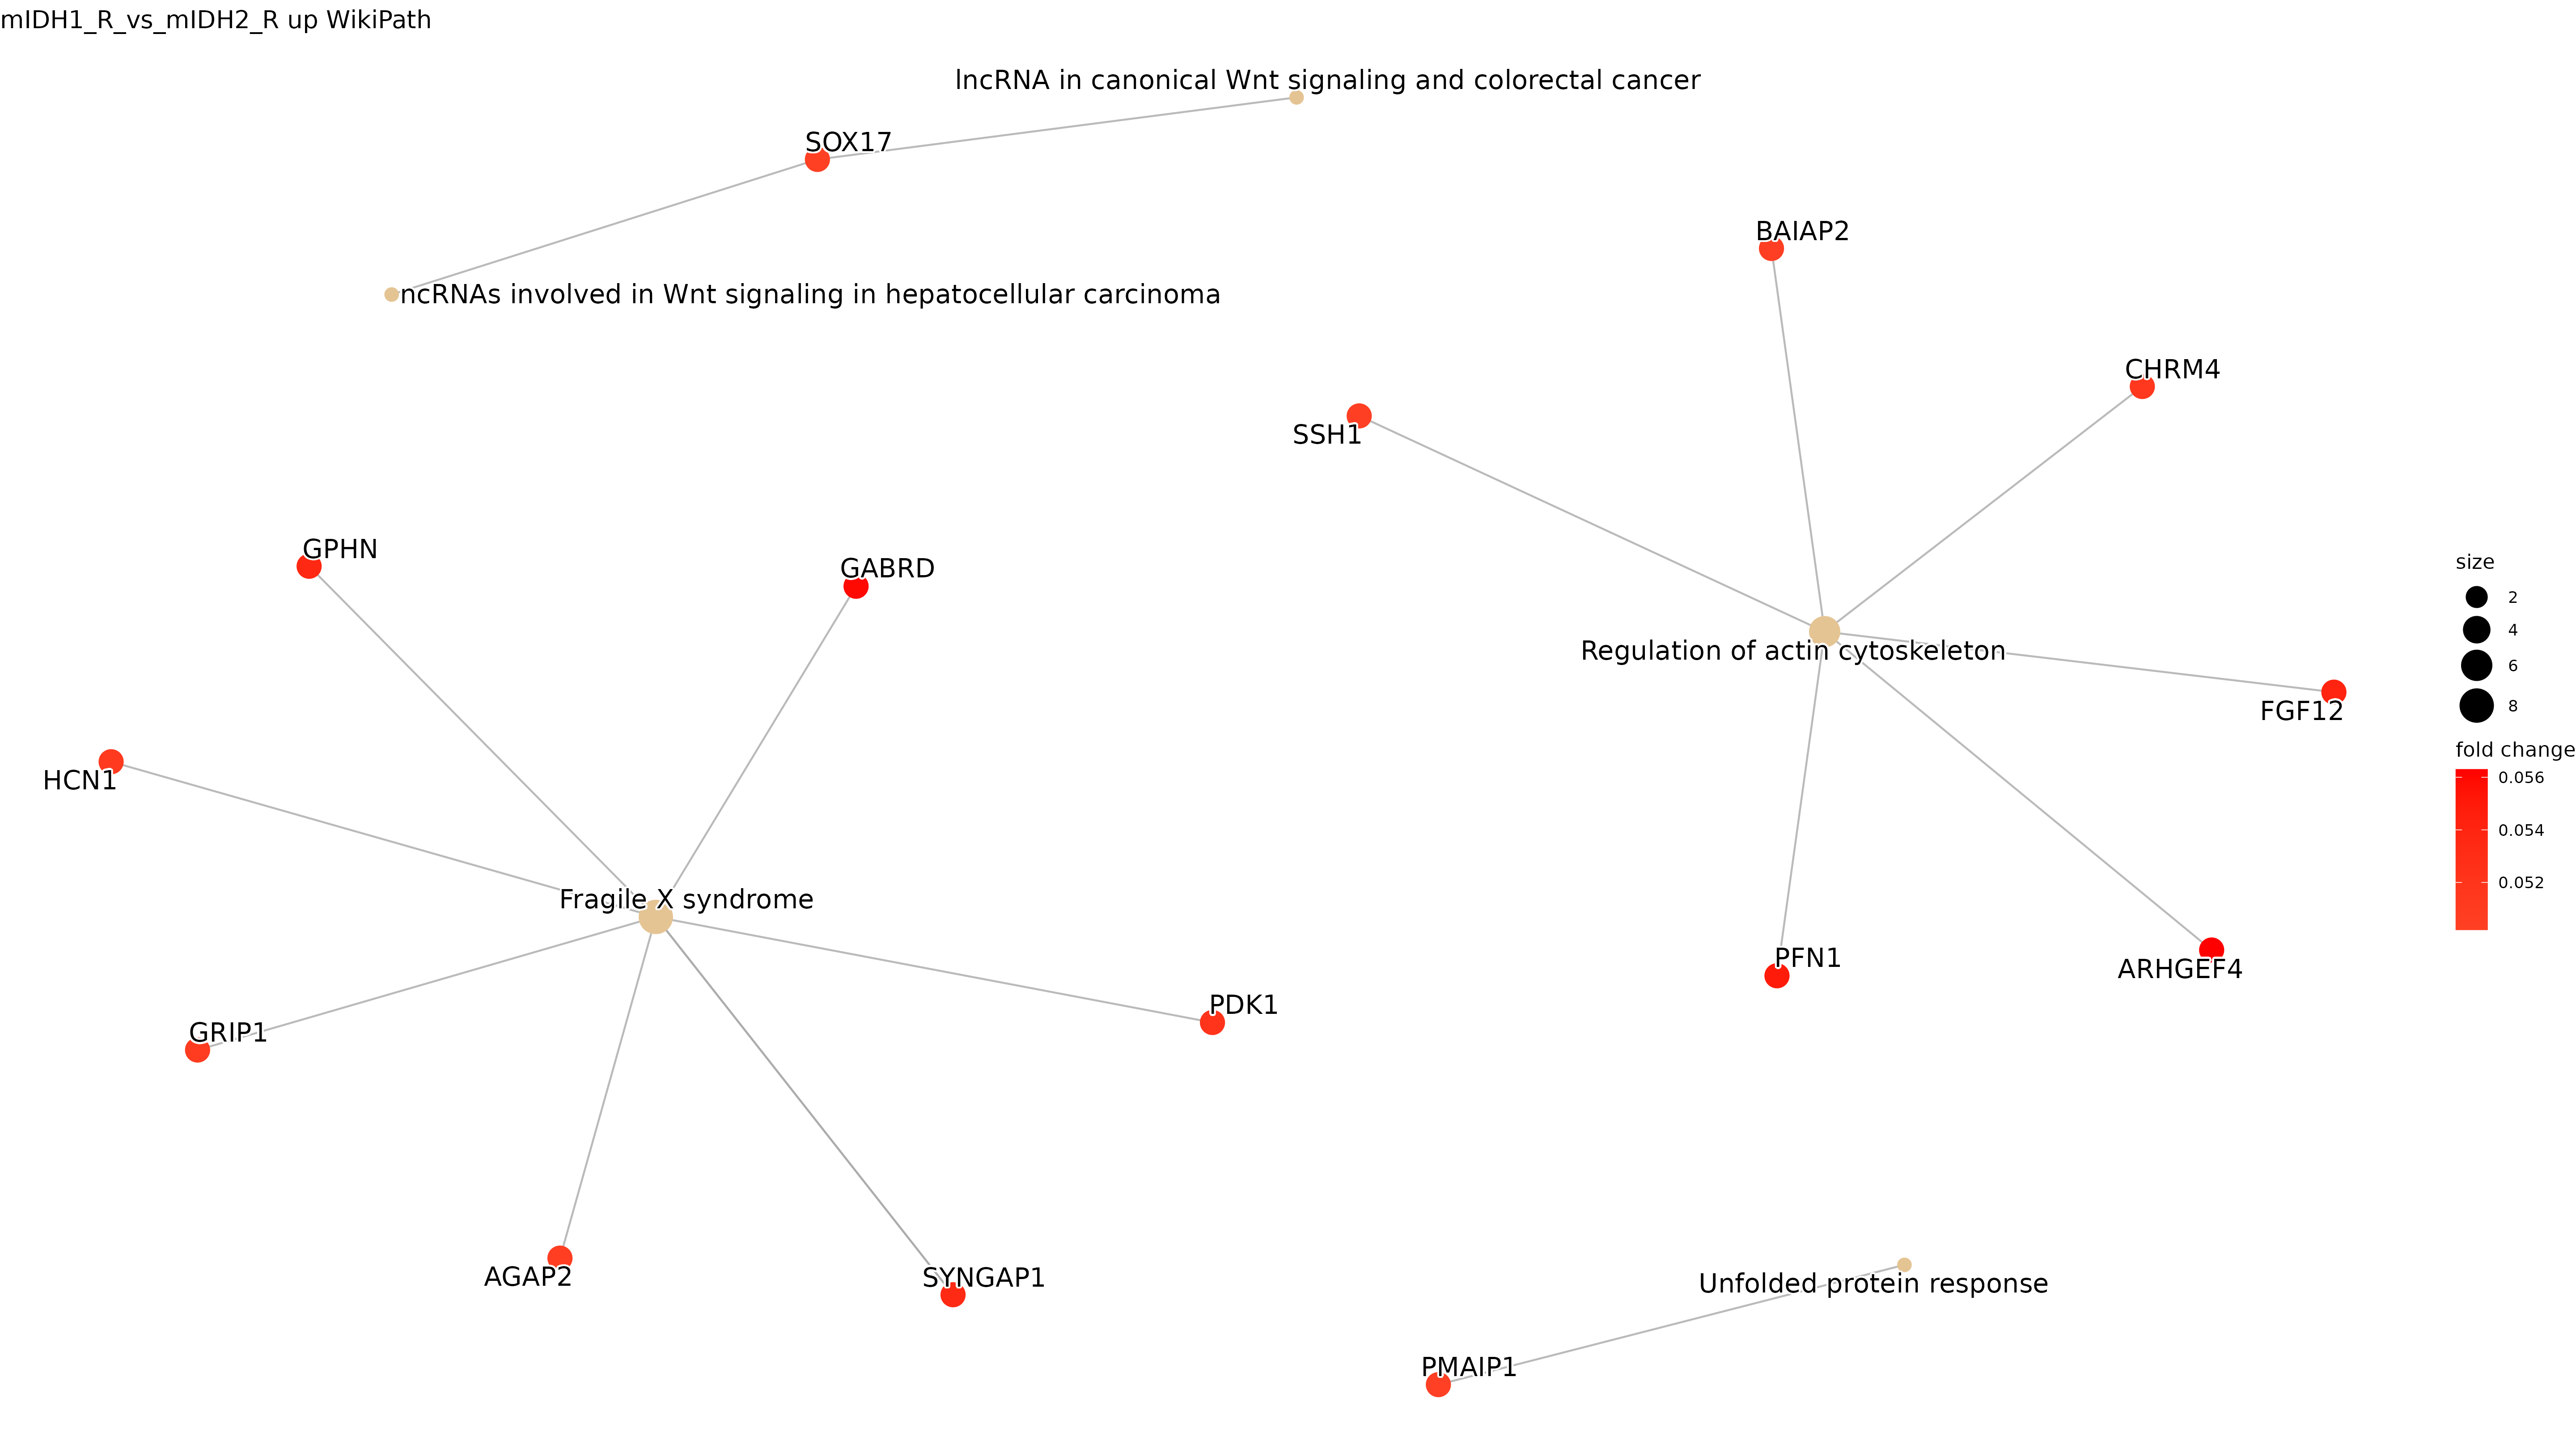 mIDH1_R_vs_mIDH2_R up WikiPath
lncRNA in canonical Wnt signaling and colorectal cancer
SOX17
ncRNAs involved in Wnt signaling in hepatocellular carcinoma
BAIAP2
CHRM4
SSH1
GPHN
GABRD
Regulation of actin cytoskeleton
FGF12
HCN1
Fragile X syndrome
PFN1
ARHGEF4
GRIP1
PDK1
AGAP2
SYNGAP1
Unfolded protein response
PMAIP1
size
2
4
6
8
fold change
0.056
0.054
0.052